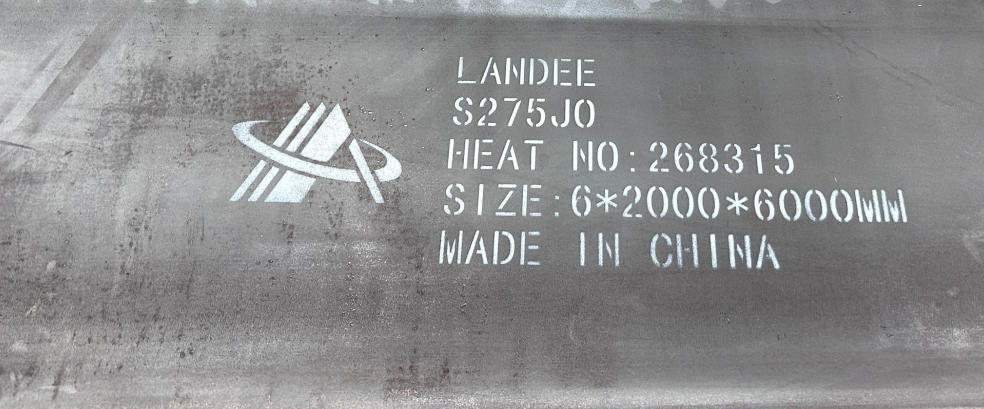 LANDEE
S275J0
HEAT NO:268315
SIZE:6*2000*6000MM
MADE IN CHINA